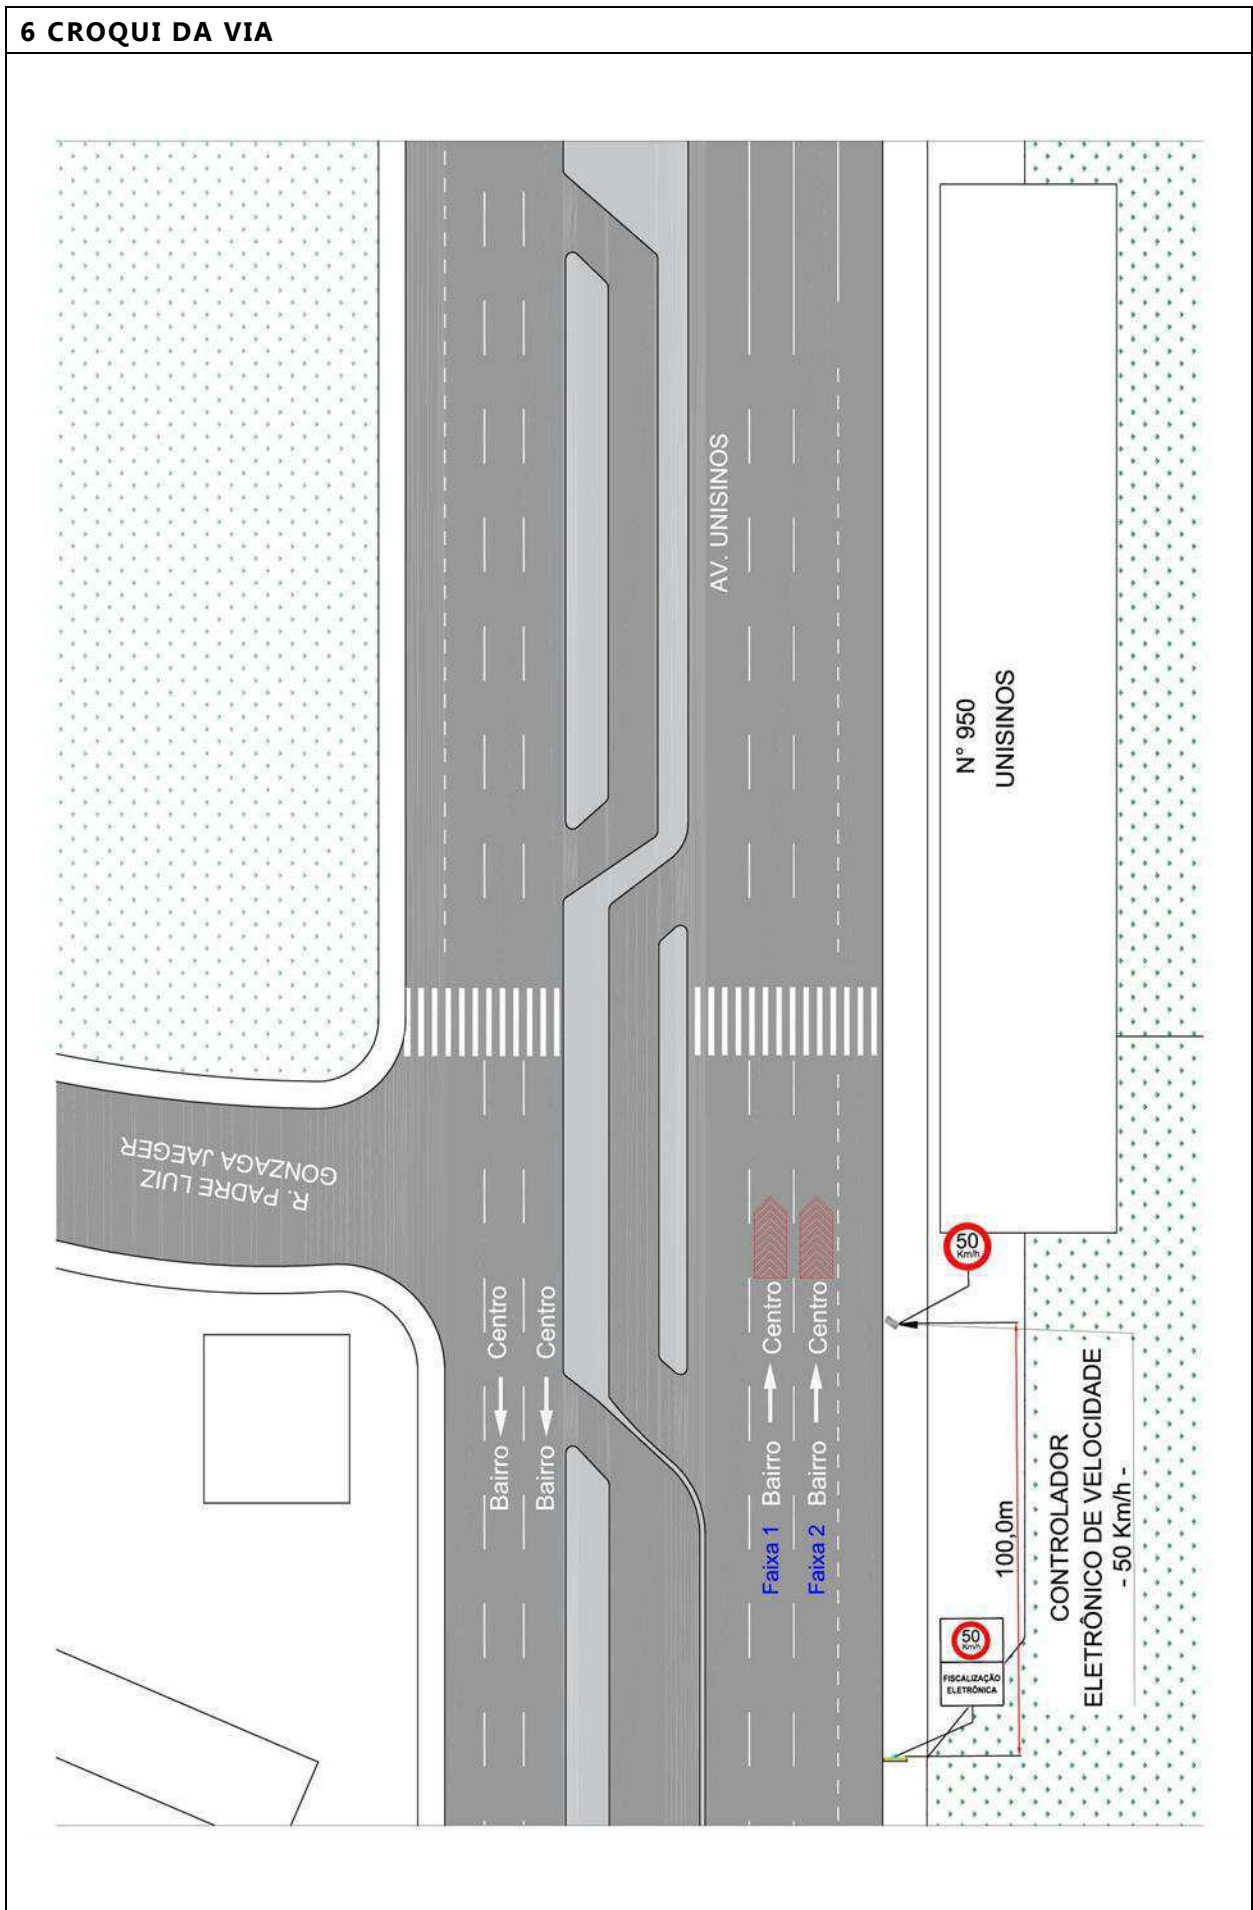 6 CROQUI DA VIA
AV. UNISINOS
N° 950
UNISINOS
R. PADRE LUIZ
GONZAGA JAEGER
50
Km/h
Bairro Centro
Bairro Centro
Faixa 1 Bairro Centro
Faixa 2 Bairro Centro
100,0m
CONTROLADOR
ELETRÔNICO DE VELOCIDADE
- 50 Km/h -
50
Km/h
FISCALIZAÇÃO
ELETRÔNICA